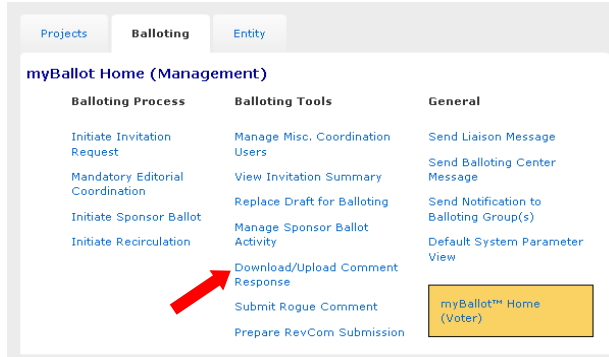 Projects
Balloting
Entity
myBallot Home (Management)
Balloting Process
Initiate Invitation
Request
Mandatory Editorial
Coordination
Initiate Sponsor Ballot
Initiate Recirculation
Balloting Tools
Manage Misc. Coordination
Users
View Invitation Summary
Replace Draft for Balloting
Manage Sponsor Ballot
Activity
Download/Upload Comment
Response
Submit Rogue Comment
Prepare RevCom Submission
General
Send Liaison Message
Send Balloting Center
Message
Send Notification to
Balloting Group(s)
Default System Parameter
View
myBallot™ Home
(Voter)